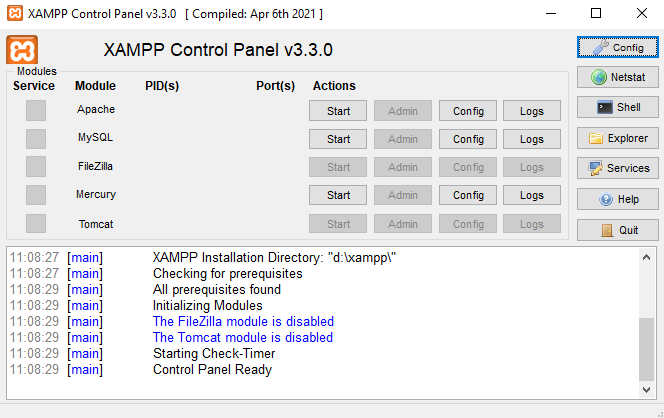 XAMPP Control Panel v3.3.0 [ Compiled: Apr 6th 2021 ]
XAMPP Control Panel v3.3.0
Config
Modules
Service Module PID(s) Port(s) Actions
Netstat
Apache Start Admin Config Logs
Shell
MySQL Start Admin Config Logs
Explorer
FileZilla Start Admin Config Logs
Services
Mercury Start Admin Config Logs
Help
Tomcat Start Admin Config Logs
Quit
11:08:27 [main] XAMPP Installation Directory: "d:\xampp\"
11:08:27 [main] Checking for prerequisites
11:08:29 [main] All prerequisites found
11:08:29 [main] Initializing Modules
11:08:29 [main] The FileZilla module is disabled
11:08:29 [main] The Tomcat module is disabled
11:08:29 [main] Starting Check-Timer
11:08:29 [main] Control Panel Ready